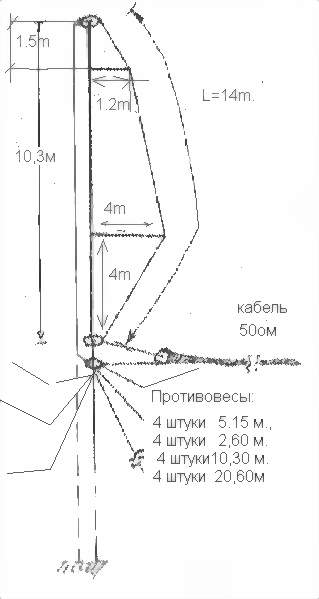 1.5m
1.2m
L=14m.
10,3м
4m
4m
кабель
50ом
Противовесы:
4 штуки 5.15 м.,
4 штуки 2,60 м.
4 штуки10,30 м.
4 штуки 20,60м